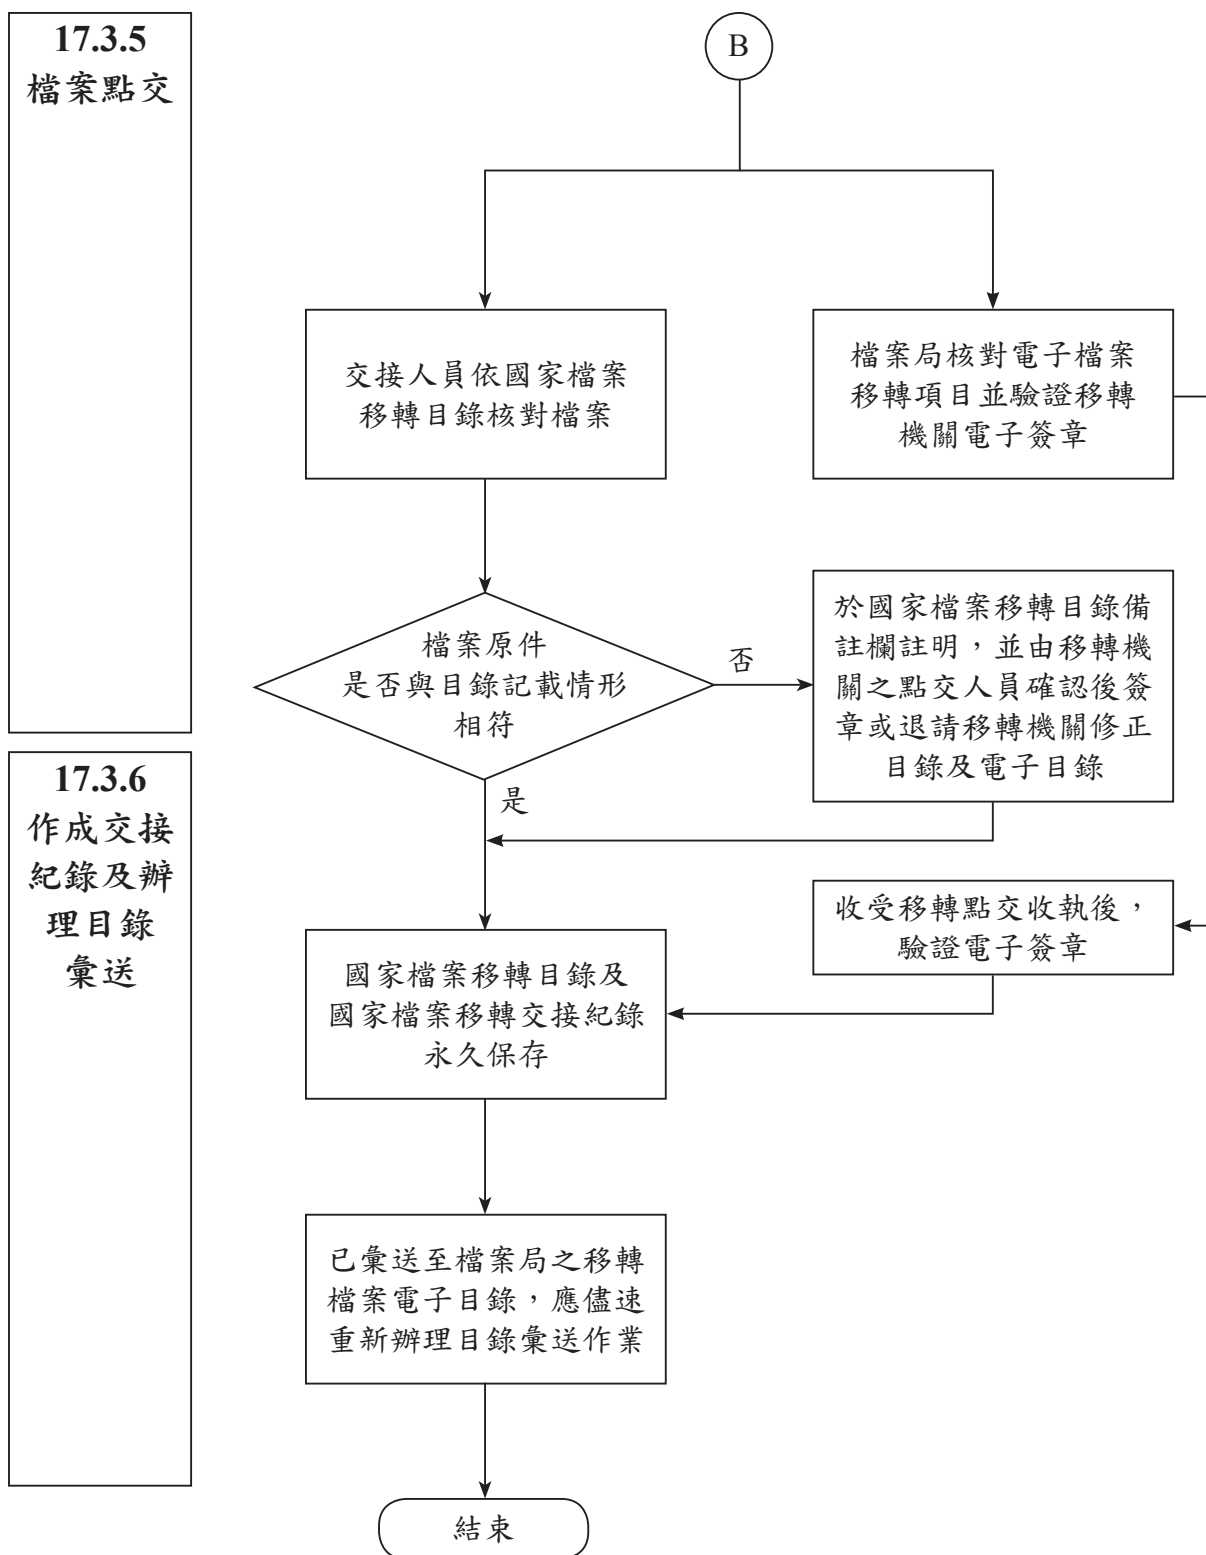 17.3.5
檔案點交
B
交接人員依國家檔案
移轉目錄核對檔案
檔案局核對電子檔案
移轉項目並驗證移轉
機關電子簽章
檔案原件
是否與目錄記載情形
相符
否
於國家檔案移轉目錄備
註欄註明，並由移轉機
關之點交人員確認後簽
章或退請移轉機關修正
目錄及電子目錄
是
17.3.6
作成交接
紀錄及辦
理目錄
彙送
收受移轉點交收執後，
驗證電子簽章
國家檔案移轉目錄及
國家檔案移轉交接紀錄
永久保存
已彙送至檔案局之移轉
檔案電子目錄，應儘速
重新辦理目錄彙送作業
結束